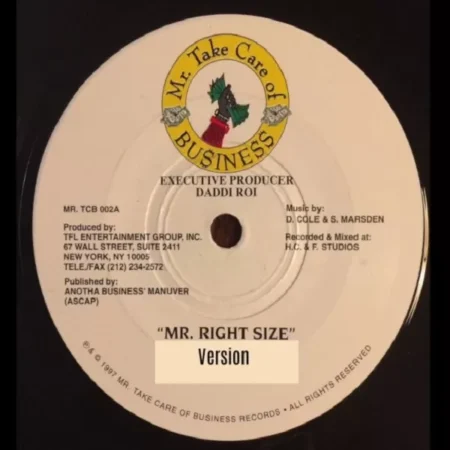 Mr. Take Care of
BUSINESS
EXECUTIVE PRODUCER
DADDI ROI
MR. TCB 002A
Produced by:
TFL ENTERTAINMENT GROUP, INC.
67 WALL STREET, SUITE 2411
NEW YORK, NY 10005
TELE./FAX (212) 234-2572
Published by:
ANOTHA BUSINESS' MANUVER
(ASCAP)
Music by:
D. COLE & S. MARSDEN
Recorded & Mixed at:
H.C. & F. STUDIOS
"MR. RIGHT SIZE"
Version
℗ & © 1997 MR. TAKE CARE OF BUSINESS RECORDS • ALL RIGHTS RESERVED